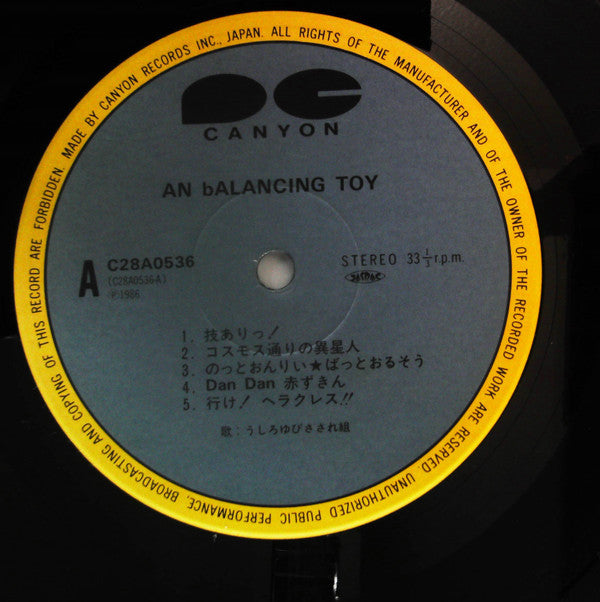 MADE BY CANYON RECORDS INC., JAPAN. ALL RIGHTS OF THE MANUFACTURER AND OF THE OWNER OF THE RECORDED WORK ARE RESERVED. UNAUTHORIZED PUBLIC PERFORMANCE, BROADCASTING AND COPYING OF THIS RECORD ARE FORBIDDEN.
CANYON
AN bALANCING TOY
A
C28A0536
(C28A0536A)
Ⓟ1986
STEREO 33 1/3 r.p.m.
1. 技ありっ!
2. コスモス通りの異星人
3. のっとおんりい★ばっとおるそう
4. Dan Dan 赤ずきん
5. 行け! ヘラクレス!!
歌:うしろゆびさされ組